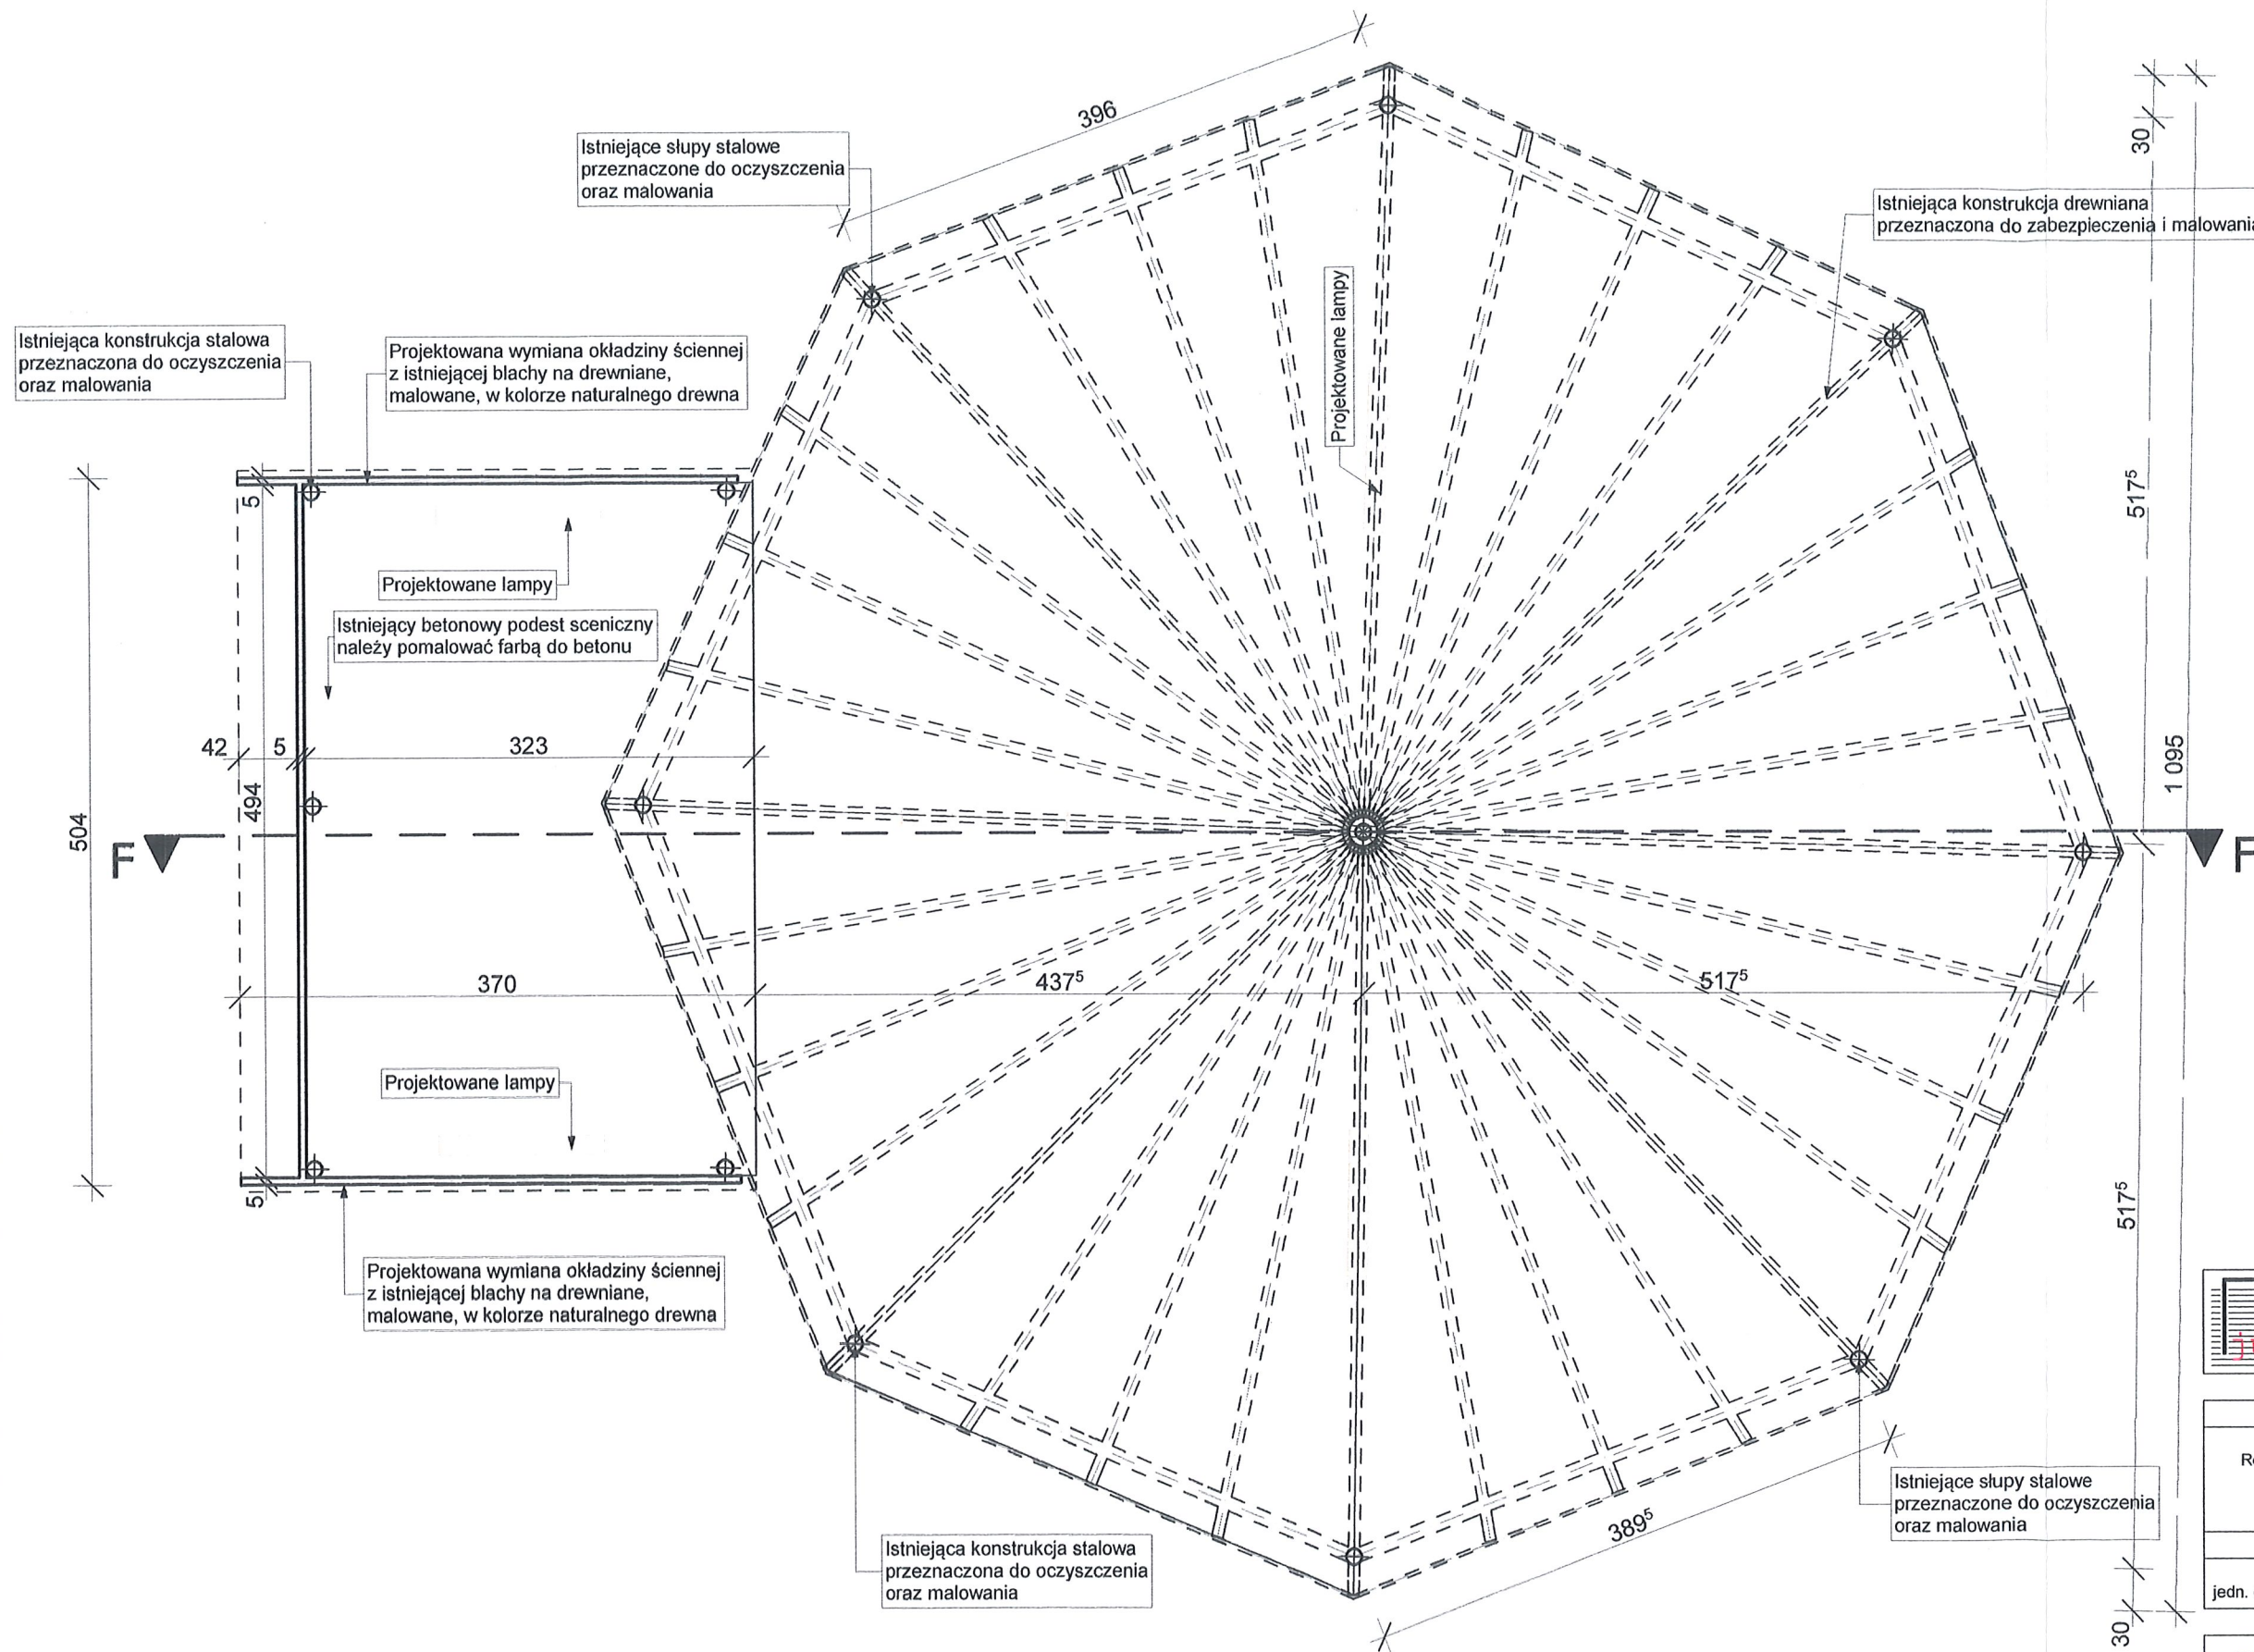 396
30
Istniejące słupy stalowe
przeznaczone do oczyszczenia
oraz malowania
Istniejąca konstrukcja drewniana
przeznaczona do zabezpieczenia i malowania
Projektowane lampy
Istniejąca konstrukcja stalowa
przeznaczona do oczyszczenia
oraz malowania
Projektowana wymiana okładziny ściennej
z istniejącej blachy na drewniane,
malowane, w kolorze naturalnego drewna
5
517⁵
Projektowane lampy
Istniejący betonowy podest sceniczny
należy pomalować farbą do betonu
42
5
323
494
504
1 095
F
F
370
437⁵
517⁵
Projektowane lampy
5
517⁵
Projektowana wymiana okładziny ściennej
z istniejącej blachy na drewniane,
malowane, w kolorze naturalnego drewna
Istniejące słupy stalowe
przeznaczone do oczyszczenia
oraz malowania
389⁵
Istniejąca konstrukcja stalowa
przeznaczona do oczyszczenia
oraz malowania
jedn.
30